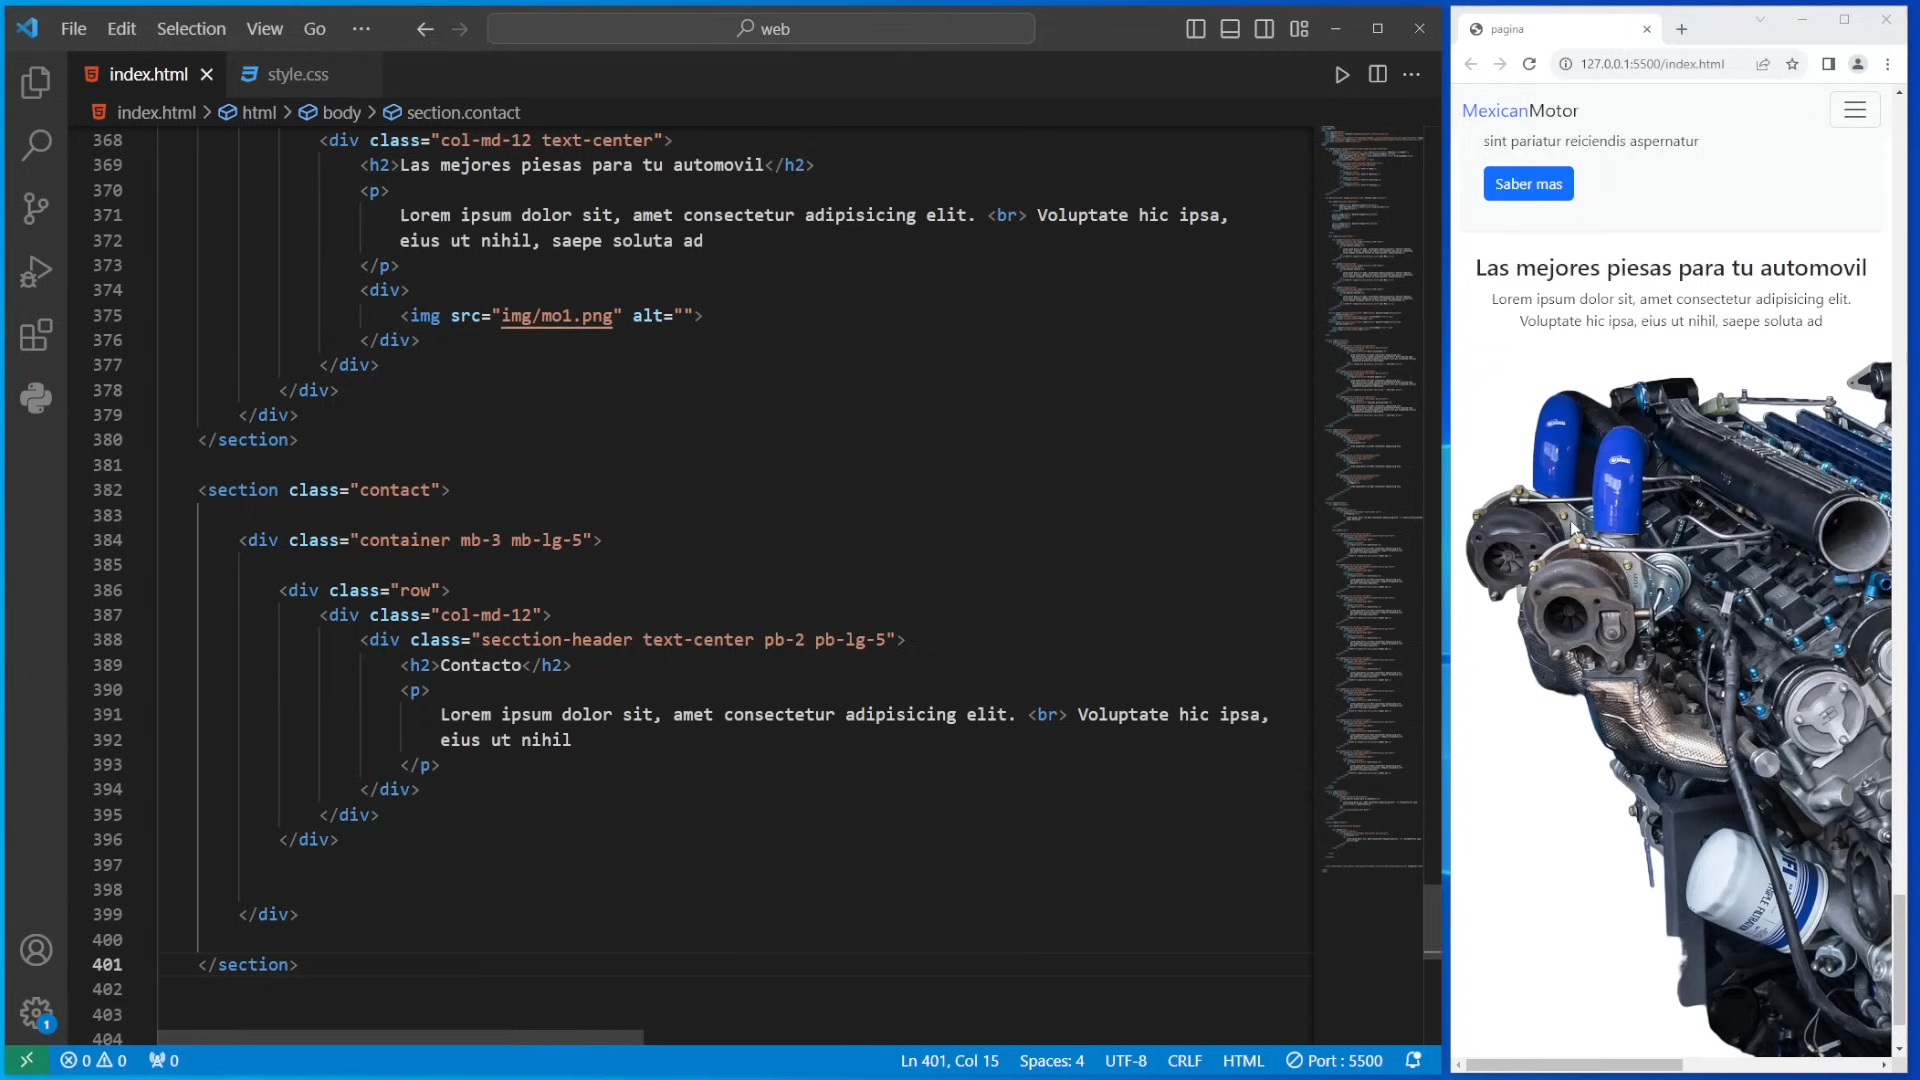 File Edit Selection View Go ··· web
index.html style.css
index.html > html > body > section.contact
368 <div class="col-md-12 text-center">
369 <h2>Las mejores piesas para tu automovil</h2>
370 <p>
371 Lorem ipsum dolor sit, amet consectetur adipisicing elit. <br> Voluptate hic ipsa,
372 eius ut nihil, saepe soluta ad
373 </p>
374 <div>
375 <img src="img/mo1.png" alt="">
376 </div>
377 </div>
378 </div>
379 </div>
380 </section>
381
382 <section class="contact">
383
384 <div class="container mb-3 mb-lg-5">
385
386 <div class="row">
387 <div class="col-md-12">
388 <div class="secction-header text-center pb-2 pb-lg-5">
389 <h2>Contacto</h2>
390 <p>
391 Lorem ipsum dolor sit, amet consectetur adipisicing elit. <br> Voluptate hic ipsa,
392 eius ut nihil
393 </p>
394 </div>
395 </div>
396 </div>
397
398
399 </div>
400
401 </section>
402
403
404
1
0 0 0 Ln 401, Col 15 Spaces: 4 UTF-8 CRLF HTML Port : 5500
pagina
127.0.0.1:5500/index.html
MexicanMotor
sint pariatur reiciendis aspernatur
Saber mas
Las mejores piesas para tu automovil
Lorem ipsum dolor sit, amet consectetur adipisicing elit.
Voluptate hic ipsa, eius ut nihil, saepe soluta ad